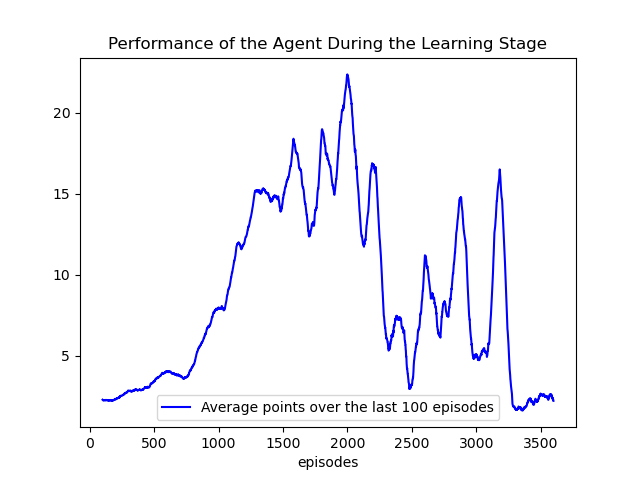 Performance of the Agent During the Learning Stage
20
15
10
5
Average points over the last 100 episodes
0 500 1000 1500 2000 2500 3000 3500
episodes